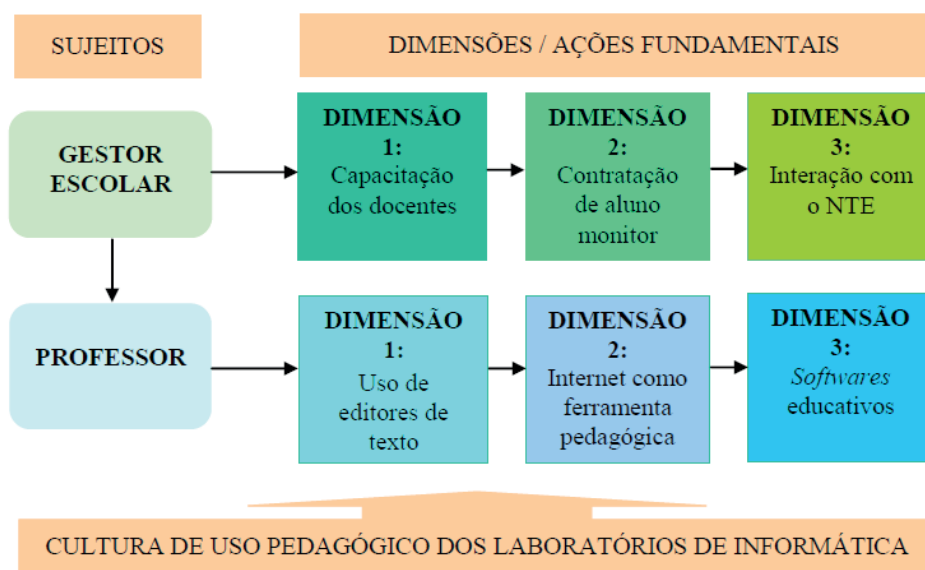 SUJEITOS
DIMENSÕES / AÇÕES FUNDAMENTAIS
GESTOR
ESCOLAR
DIMENSÃO
1:
Capacitação
dos docentes
DIMENSÃO
2:
Contratação
de aluno
monitor
DIMENSÃO
3:
Interação com
o NTE
PROFESSOR
DIMENSÃO
1:
Uso de
editores de
texto
DIMENSÃO
2:
Internet como
ferramenta
pedagógica
DIMENSÃO
3:
Softwares
educativos
CULTURA DE USO PEDAGÓGICO DOS LABORATÓRIOS DE INFORMÁTICA